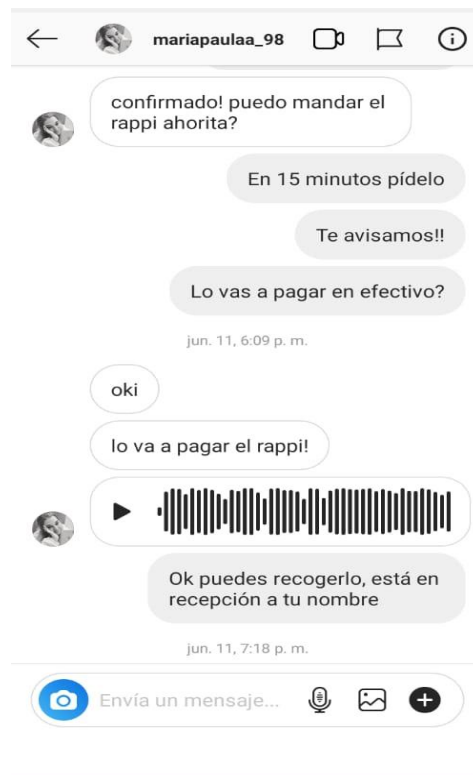 mariapaulaa_98
confirmado! puedo mandar el
rappi ahorita?
En 15 minutos pídelo
Te avisamos!!
Lo vas a pagar en efectivo?
jun. 11, 6:09 p. m.
oki
lo va a pagar el rappi!
Ok puedes recogerlo, está en
recepción a tu nombre
jun. 11, 7:18 p. m.
Envía un mensaje...